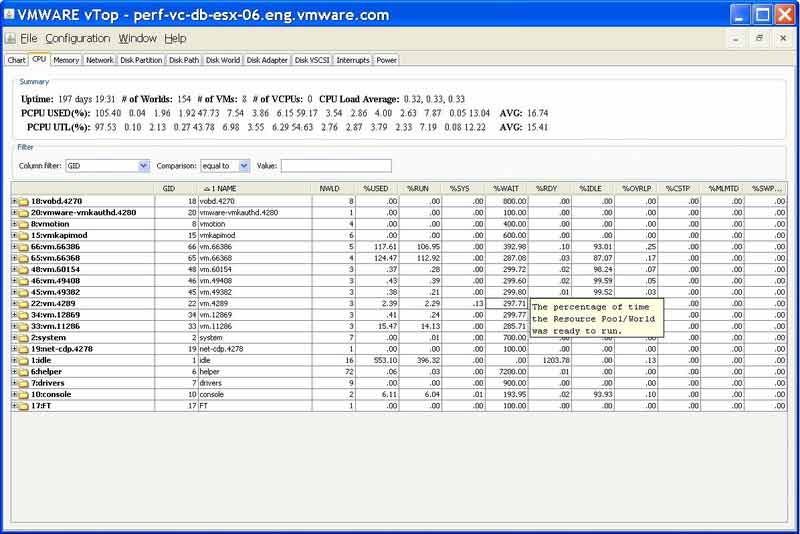 VMWARE vTop - perf-vc-db-esx-06.eng.vmware.com
File Configuration Window Help
Chart CPU Memory Network Disk Partition Disk Path Disk World Disk Adapter Disk VSCSI Interrupts Power
Summary
Uptime: 197 days 19:31 # of Worlds: 154 # of VMs: 8 # of VCPUs: 0 CPU Load Average: 0.32, 0.33, 0.33
PCPU USED(%): 105.40 0.04 1.96 1.92 47.73 7.54 3.86 6.15 59.17 3.54 2.86 4.00 2.63 7.87 0.05 13.04 AVG: 16.74
PCPU UTL(%): 97.53 0.10 2.13 0.27 43.78 6.98 3.55 6.29 54.63 2.76 2.87 3.79 2.33 7.19 0.08 12.22 AVG: 15.41
Filter
Column filter: GID Comparison: equal to Value:
GID 1 NAME NWLD %USED %RUN %SYS %WAIT %RDY %IDLE %OVRLP %CSTP %MLMTD %SWP...
18:vobd.4270 18 vobd.4270 8 .00 .00 .00 800.00 .00 .00 .00 .00 .00 .00
20:vmware-vmkauthd.4280 20 vmware-vmkauthd.4280 1 .00 .00 .00 100.00 .00 .00 .00 .00 .00 .00
8:vmotion 8 vmotion 4 .00 .00 .00 400.00 .00 .00 .00 .00 .00 .00
15:vmkapimod 15 vmkapimod 6 .00 .00 .00 600.00 .00 .00 .00 .00 .00 .00
66:vm.66386 66 vm.66386 5 117.61 106.95 .00 392.98 .10 93.01 .25 .00 .00 .00
65:vm.66368 65 vm.66368 4 124.47 112.92 .00 287.08 .03 87.07 .17 .00 .00 .00
48:vm.60154 48 vm.60154 3 .37 .28 .00 299.72 .02 98.24 .07 .00 .00 .00
46:vm.49408 46 vm.49408 3 .43 .39 .00 299.60 .02 99.59 .05 .00 .00 .00
45:vm.49382 45 vm.49382 3 .38 .21 .00 299.80 .01 99.52 .03 .00 .00 .00
22:vm.4289 22 vm.4289 3 2.39 2.29 .13 297.71 .00 .00 .00
34:vm.12869 34 vm.12869 3 .41 .24 .00 299.77 .00 .00 .00
33:vm.11286 33 vm.11286 3 15.47 14.13 .00 285.71 .00 .00 .00
The percentage of time
the Resource Pool/World
was ready to run.
2:system 2 system 7 .00 .01 .00 700.00 .00 .00 .00 .00 .00 .00
19:net-cdp.4278 19 net-cdp.4278 1 .00 .00 .00 100.00 .00 .00 .00 .00 .00 .00
1:idle 1 idle 16 553.10 396.32 .00 .00 1203.78 .00 .13 .00 .00 .00
6:helper 6 helper 72 .06 .03 .00 7200.00 .01 .00 .00 .00 .00 .00
7:drivers 7 drivers 9 .00 .00 .00 900.00 .00 .00 .00 .00 .00 .00
10:console 10 console 2 6.11 6.04 .01 193.95 .02 93.93 .10 .00 .00 .00
17:FT 17 FT 1 .00 .00 .00 100.00 .00 .00 .00 .00 .00 .00